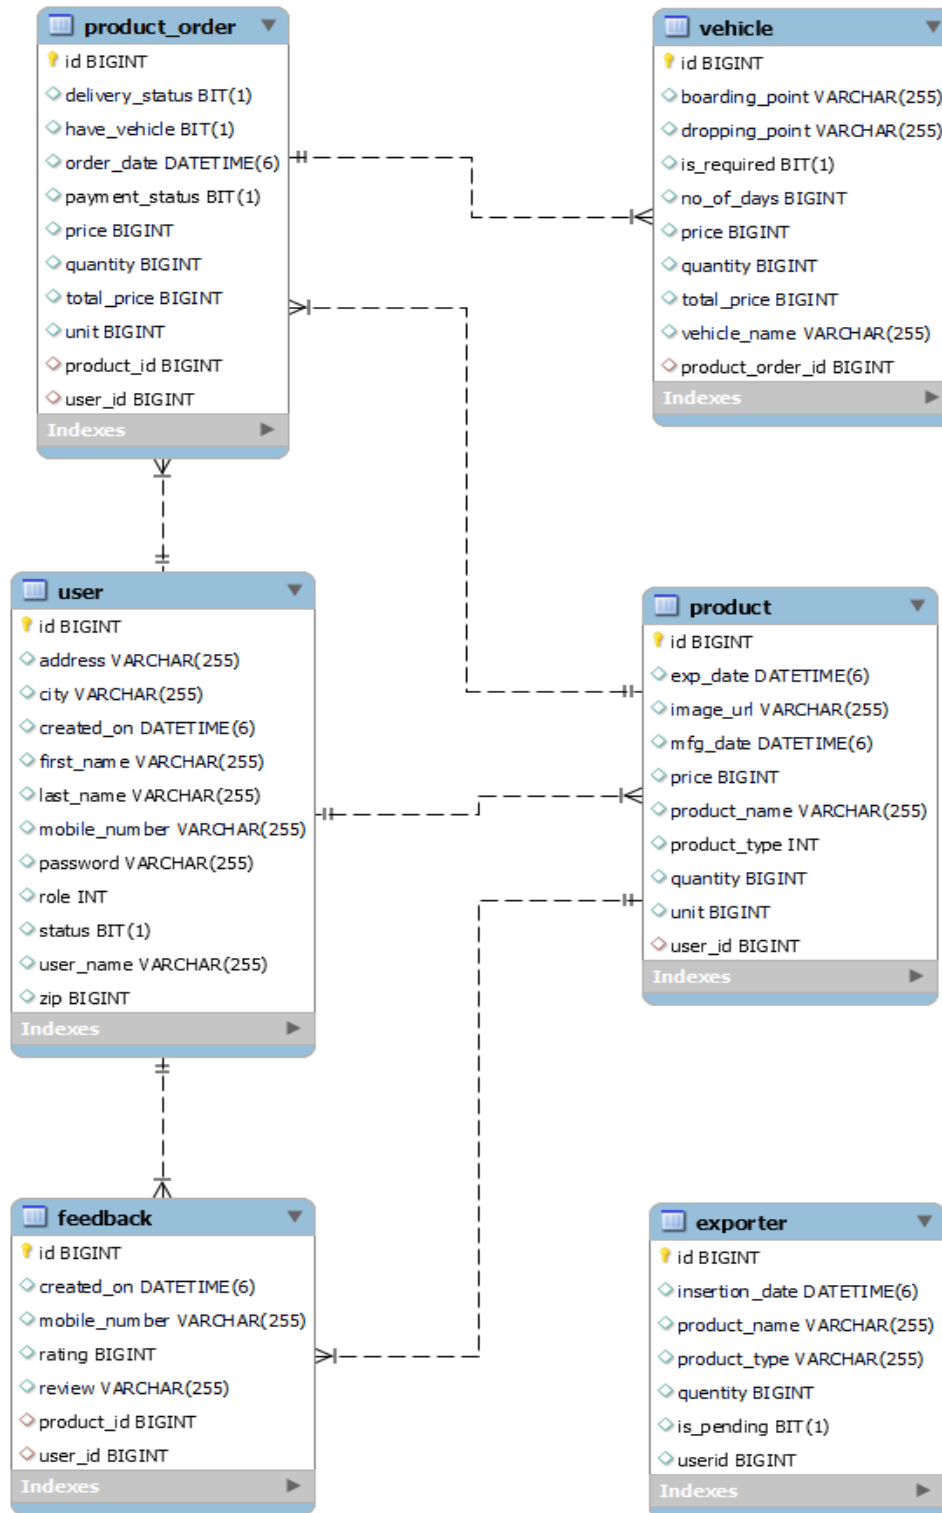 product_order
id BIGINT
delivery_status BIT(1)
have_vehicle BIT(1)
order_date DATETIME(6)
payment_status BIT(1)
price BIGINT
quantity BIGINT
total_price BIGINT
unit BIGINT
product_id BIGINT
user_id BIGINT
Indexes
vehicle
id BIGINT
boarding_point VARCHAR(255)
dropping_point VARCHAR(255)
is_required BIT(1)
no_of_days BIGINT
price BIGINT
quantity BIGINT
total_price BIGINT
vehicle_name VARCHAR(255)
product_order_id BIGINT
Indexes
user
id BIGINT
address VARCHAR(255)
city VARCHAR(255)
created_on DATETIME(6)
first_name VARCHAR(255)
last_name VARCHAR(255)
mobile_number VARCHAR(255)
password VARCHAR(255)
role INT
status BIT(1)
user_name VARCHAR(255)
zip BIGINT
Indexes
product
id BIGINT
exp_date DATETIME(6)
image_url VARCHAR(255)
mfg_date DATETIME(6)
price BIGINT
product_name VARCHAR(255)
product_type INT
quantity BIGINT
unit BIGINT
user_id BIGINT
Indexes
feedback
id BIGINT
created_on DATETIME(6)
mobile_number VARCHAR(255)
rating BIGINT
review VARCHAR(255)
product_id BIGINT
user_id BIGINT
Indexes
exporter
id BIGINT
insertion_date DATETIME(6)
product_name VARCHAR(255)
product_type VARCHAR(255)
quentity BIGINT
is_pending BIT(1)
userid BIGINT
Indexes